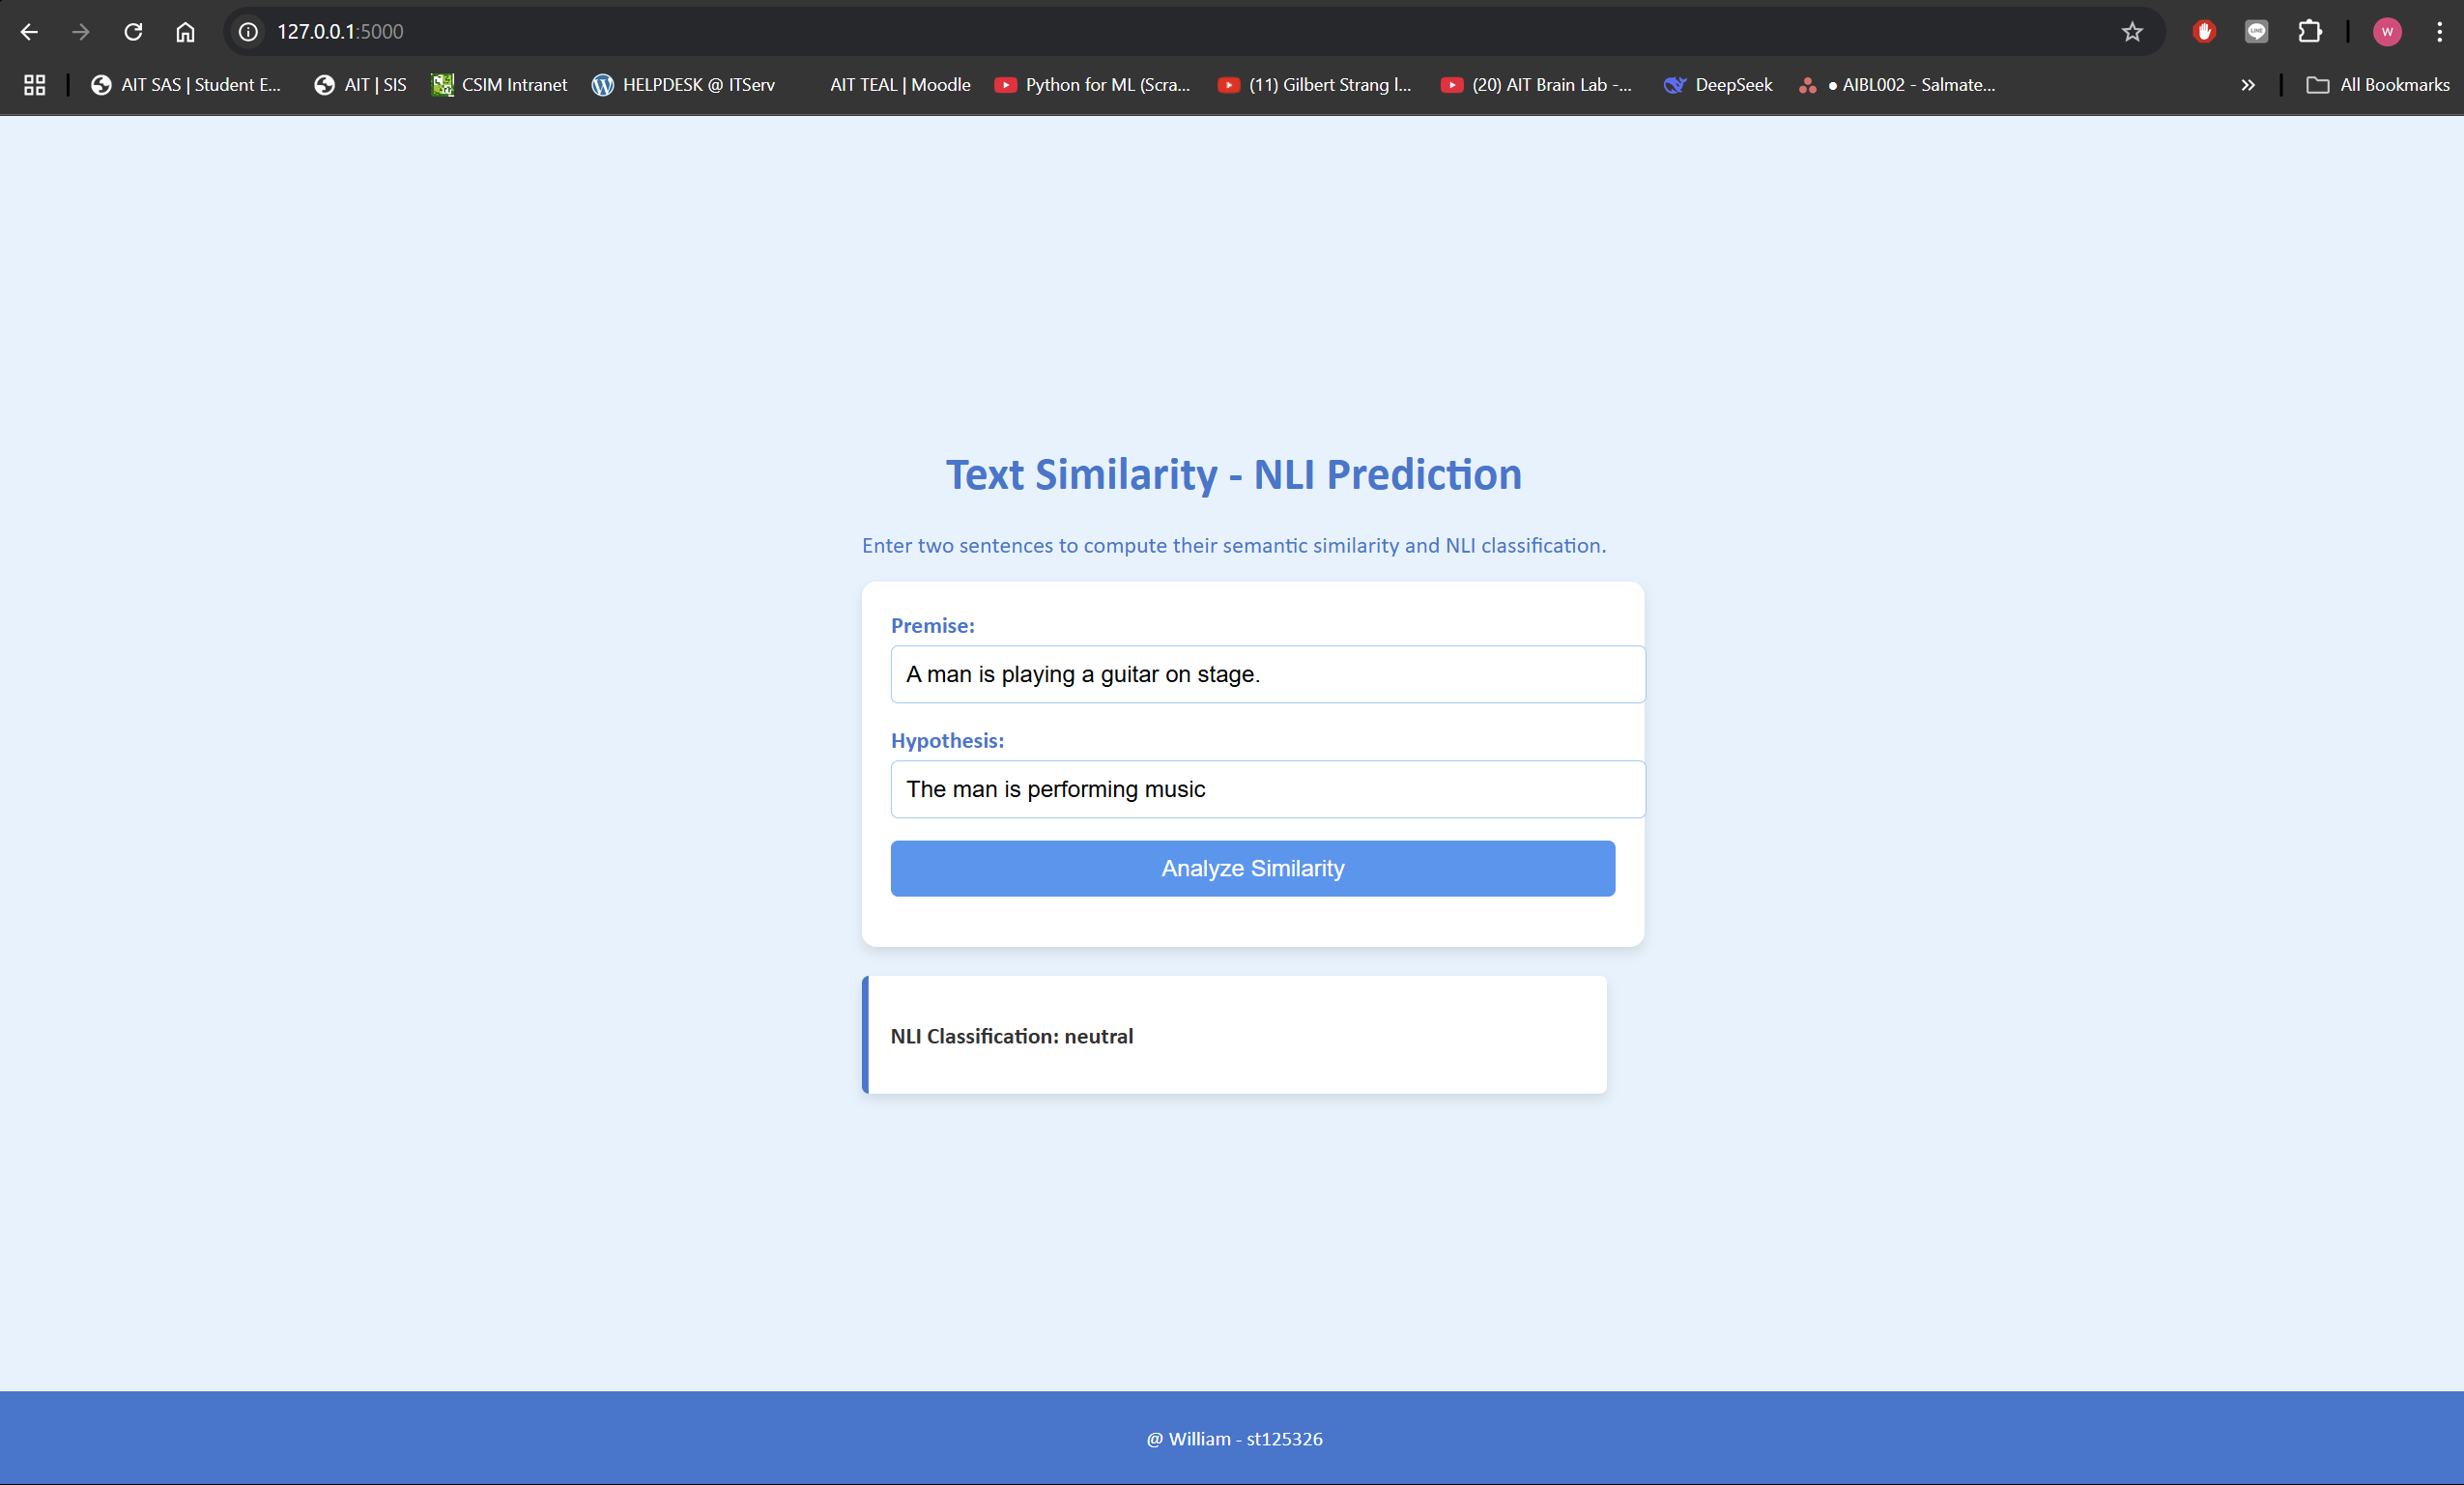 127.0.0.1:5000
AIT SAS | Student E... AIT | SIS CSIM Intranet HELPDESK @ ITServ AIT TEAL | Moodle Python for ML (Scra... (11) Gilbert Strang l... (20) AIT Brain Lab -... DeepSeek ● AIBL002 - Salmate... All Bookmarks
Text Similarity - NLI Prediction
Enter two sentences to compute their semantic similarity and NLI classification.
Premise:
A man is playing a guitar on stage.
Hypothesis:
The man is performing music
Analyze Similarity
NLI Classification: neutral
@ William - st125326